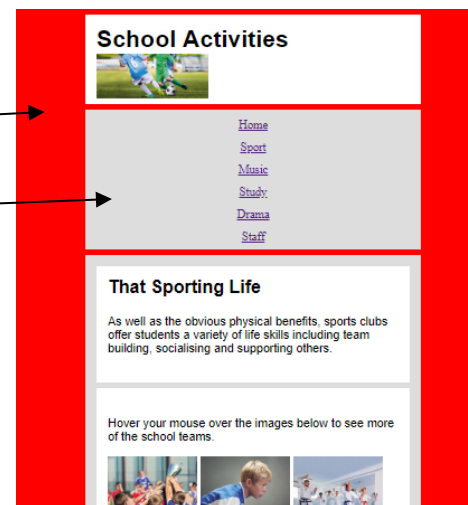 School Activities
Home
Sport
Music
Study
Drama
Staff
That Sporting Life
As well as the obvious physical benefits, sports clubs
offer students a variety of life skills including team
building, socialising and supporting others.
Hover your mouse over the images below to see more
of the school teams.